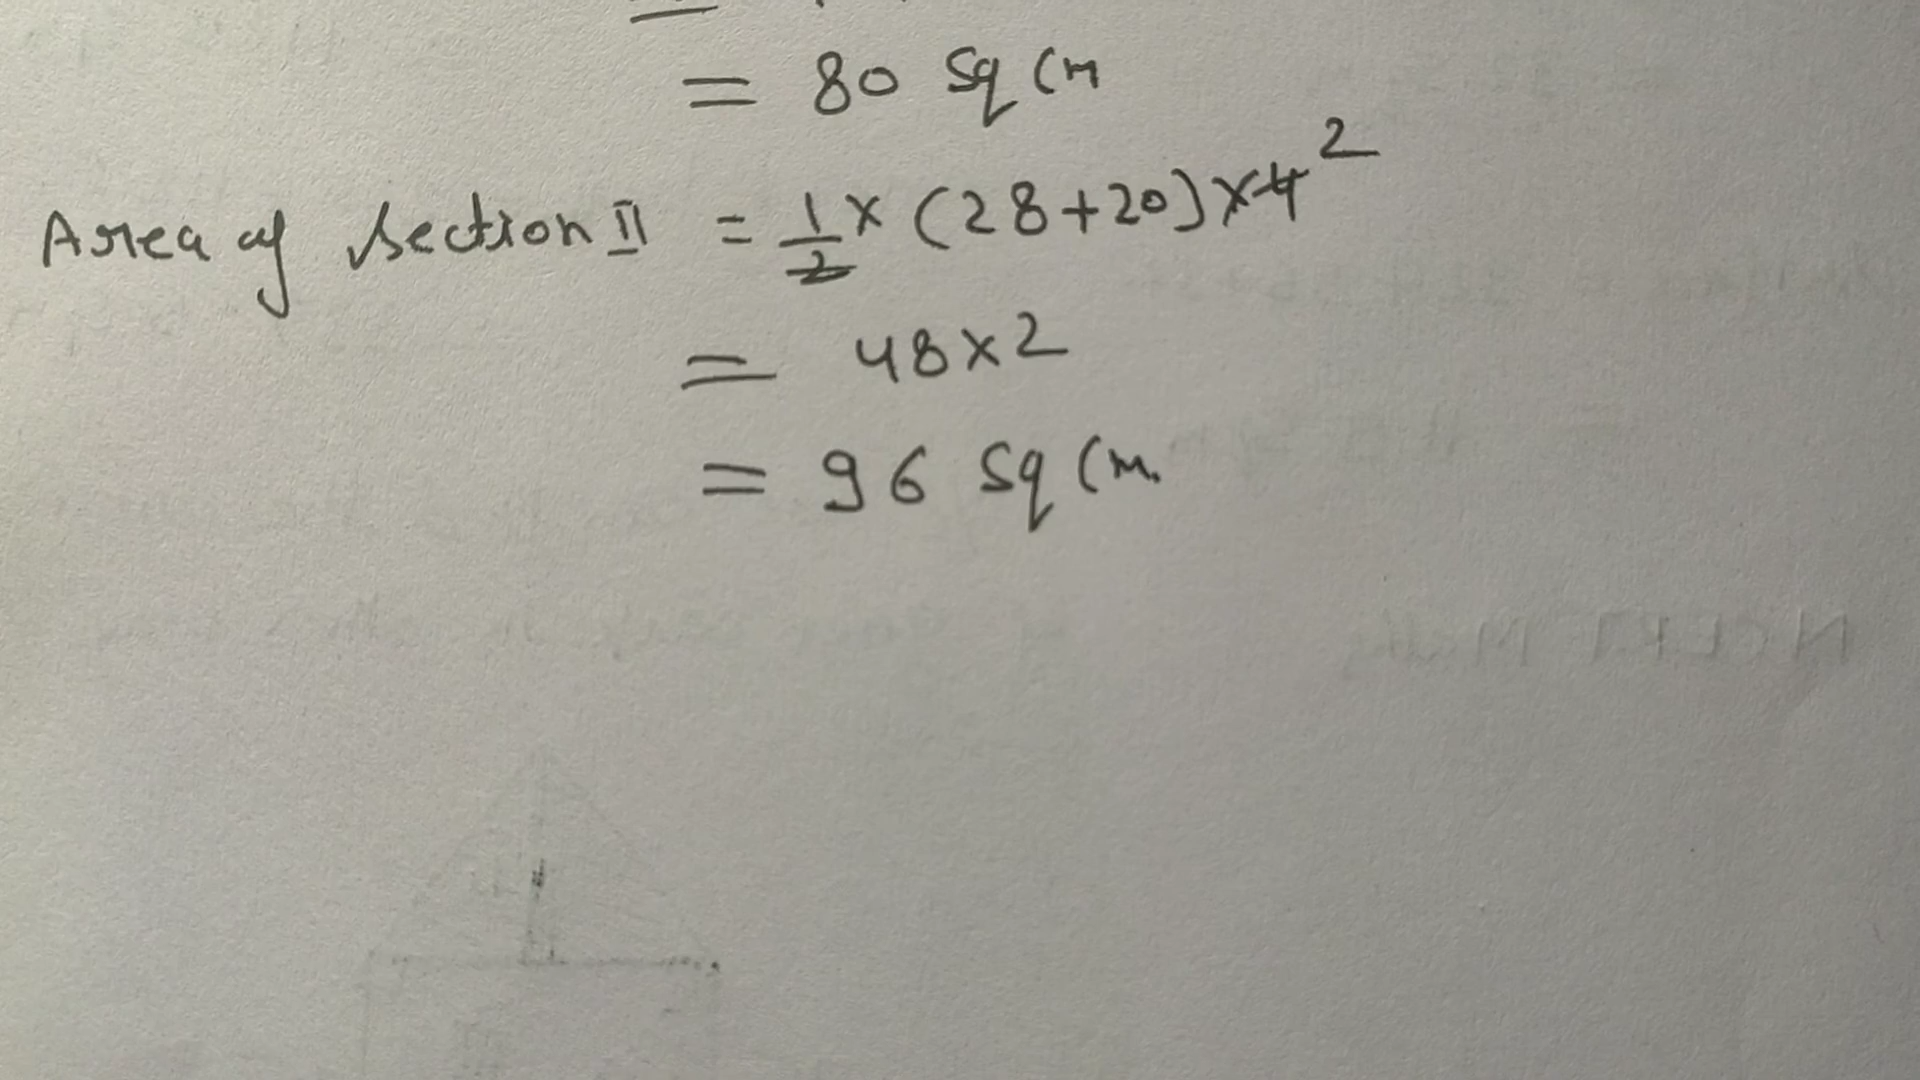 = 80 Sq Cm
Area of section II = 1/2 × (28+20) × 4 2
= 48×2
= 96 Sq Cm.